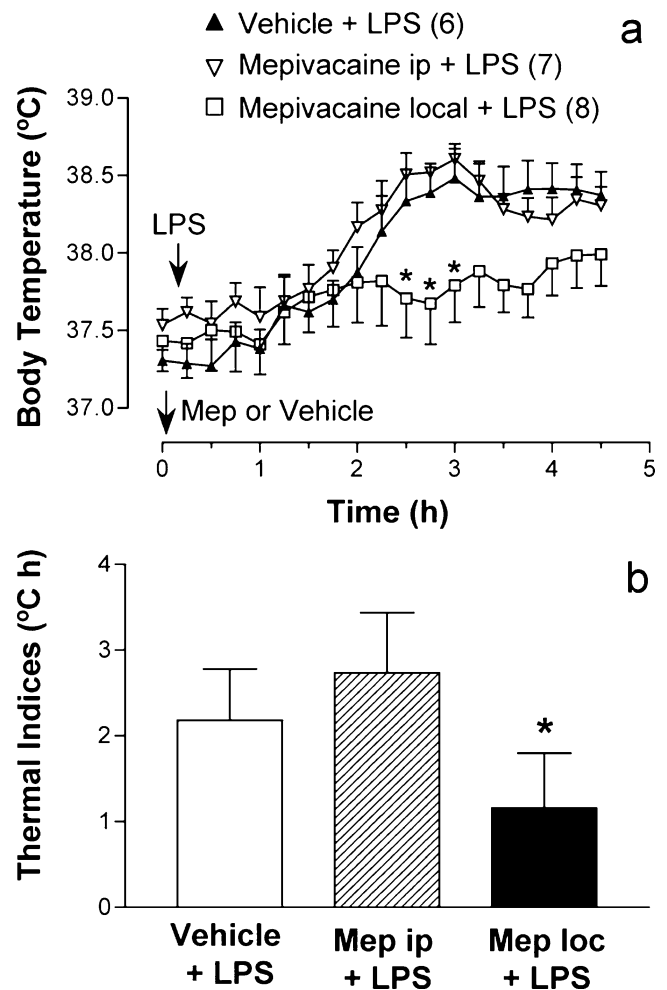 a
▲ Vehicle + LPS (6)
▽ Mepivacaine ip + LPS (7)
□ Mepivacaine local + LPS (8)
Body Temperature (ºC)
39.0
38.5
38.0
37.5
37.0
LPS
* * *
Mep or Vehicle
0 1 2 3 4 5
Time (h)
b
Thermal Indices (ºC h)
4
3
2
1
0
*
Vehicle + LPS
Mep ip + LPS
Mep loc + LPS